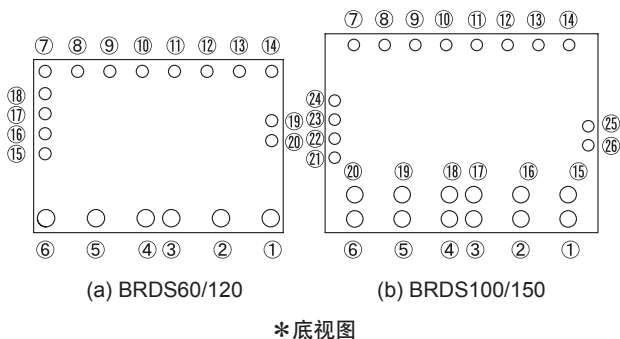 ⑦ ⑧ ⑨ ⑩ ⑪ ⑫ ⑬ ⑭
⑱
⑰
⑯
⑮
⑲
⑳
⑥ ⑤ ④ ③ ② ①
(a) BRDS60/120
⑦ ⑧ ⑨ ⑩ ⑪ ⑫ ⑬ ⑭
㉔
㉓
㉒
㉑
㉕
㉖
⑳ ⑲ ⑱ ⑰ ⑯ ⑮
⑥ ⑤ ④ ③ ② ①
(b) BRDS100/150
*底视图